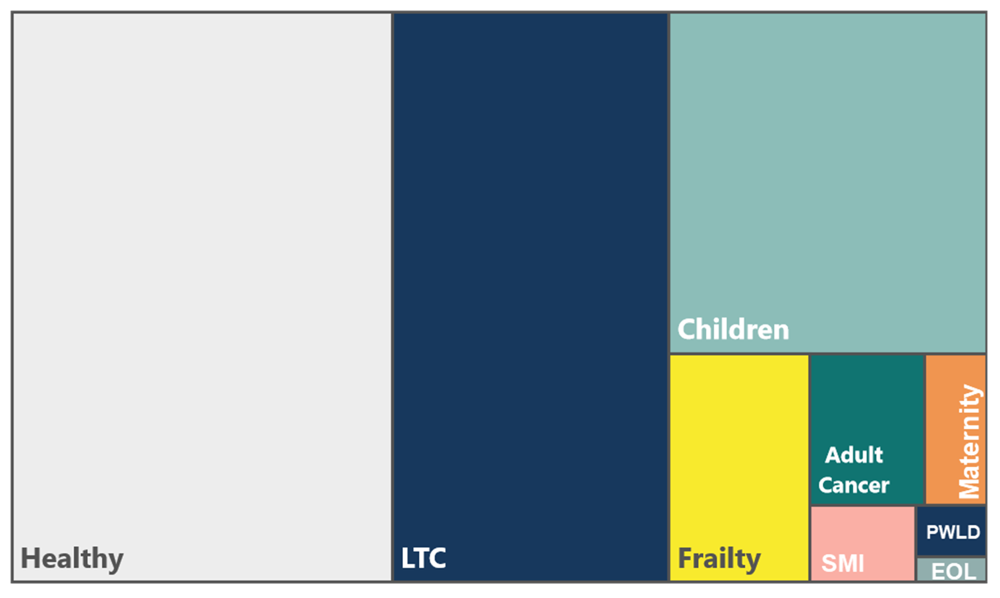 Healthy
LTC
Children
Frailty
Adult
Cancer
Maternity
SMI
PWLD
EOL